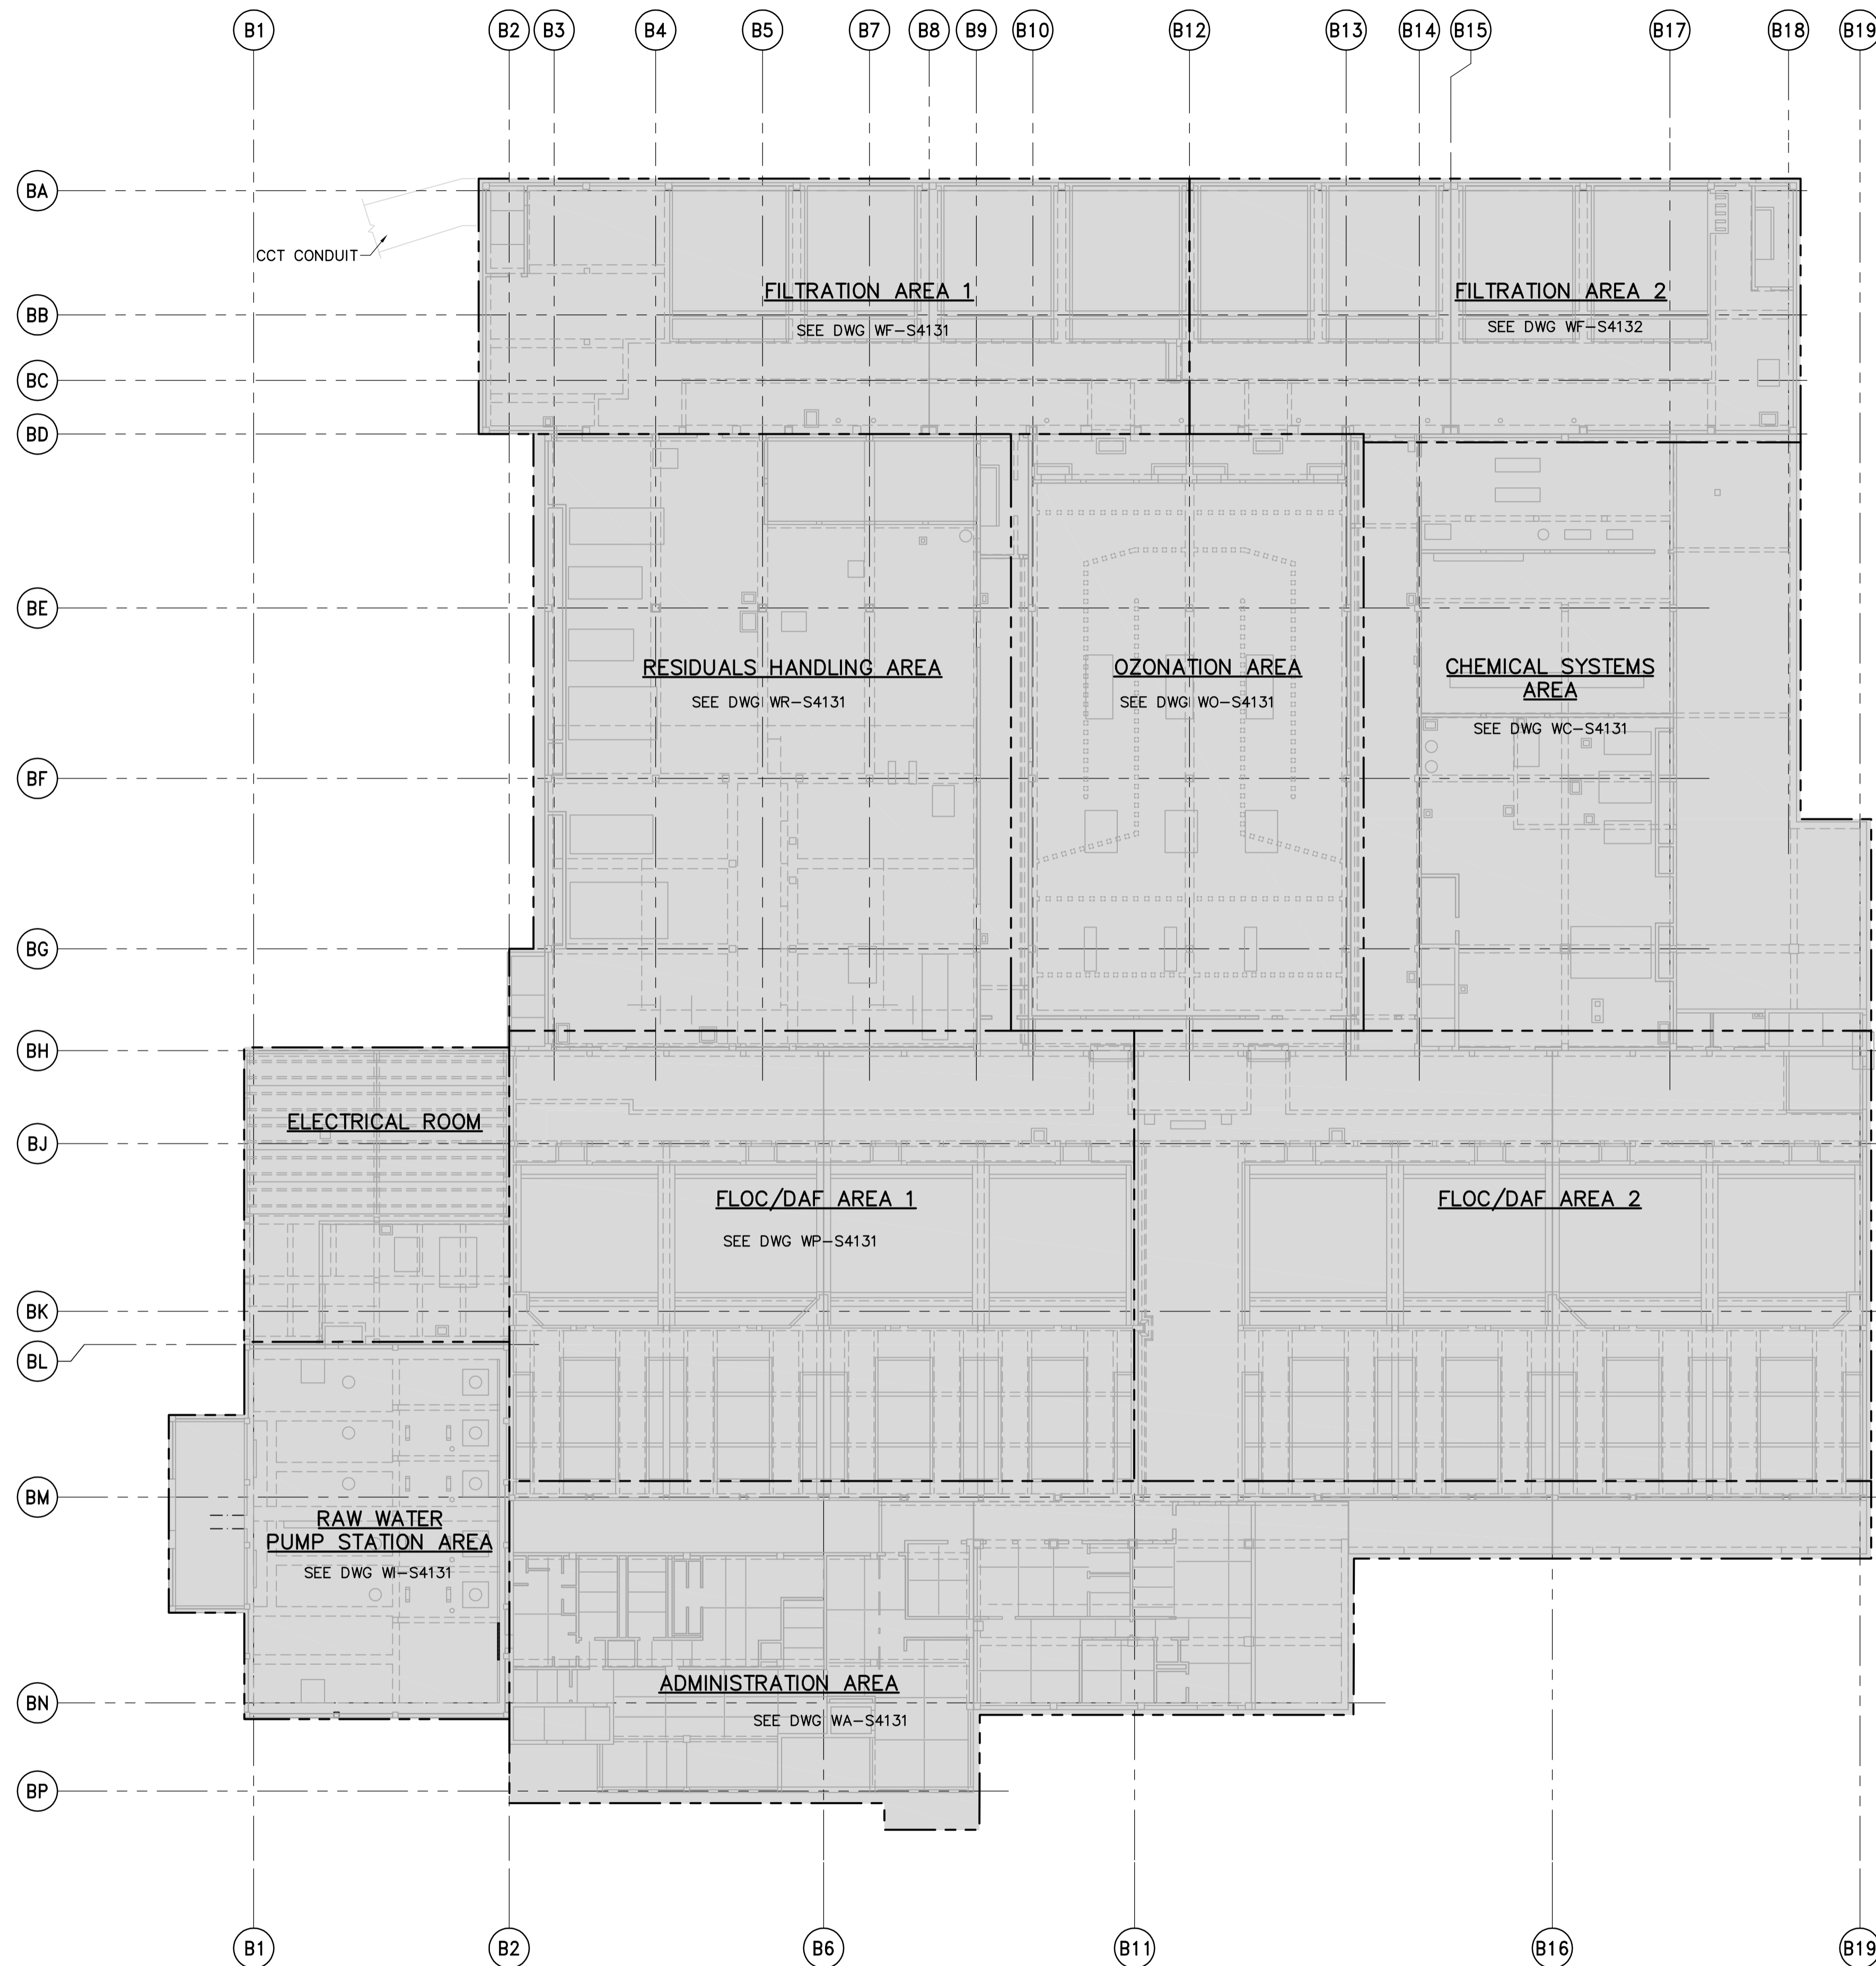 B1
B2
B3
B4
B5
B7
B8
B9
B10
B12
B13
B14
B15
B17
B18
B19
BA
CCT CONDUIT
FILTRATION AREA 1
FILTRATION AREA 2
BB
SEE DWG WF-S4131
SEE DWG WF-S4132
BC
BD
BE
RESIDUALS HANDLING AREA
OZONATION AREA
CHEMICAL SYSTEMS
AREA
SEE DWG WR-S4131
SEE DWG WO-S4131
SEE DWG WC-S4131
BF
BG
BH
ELECTRICAL ROOM
BJ
FLOC/DAF AREA 1
FLOC/DAF AREA 2
SEE DWG WP-S4131
BK
BL
BM
RAW WATER
PUMP STATION AREA
SEE DWG WI-S4131
ADMINISTRATION AREA
BN
SEE DWG WA-S4131
BP
B1
B2
B6
B11
B16
B19